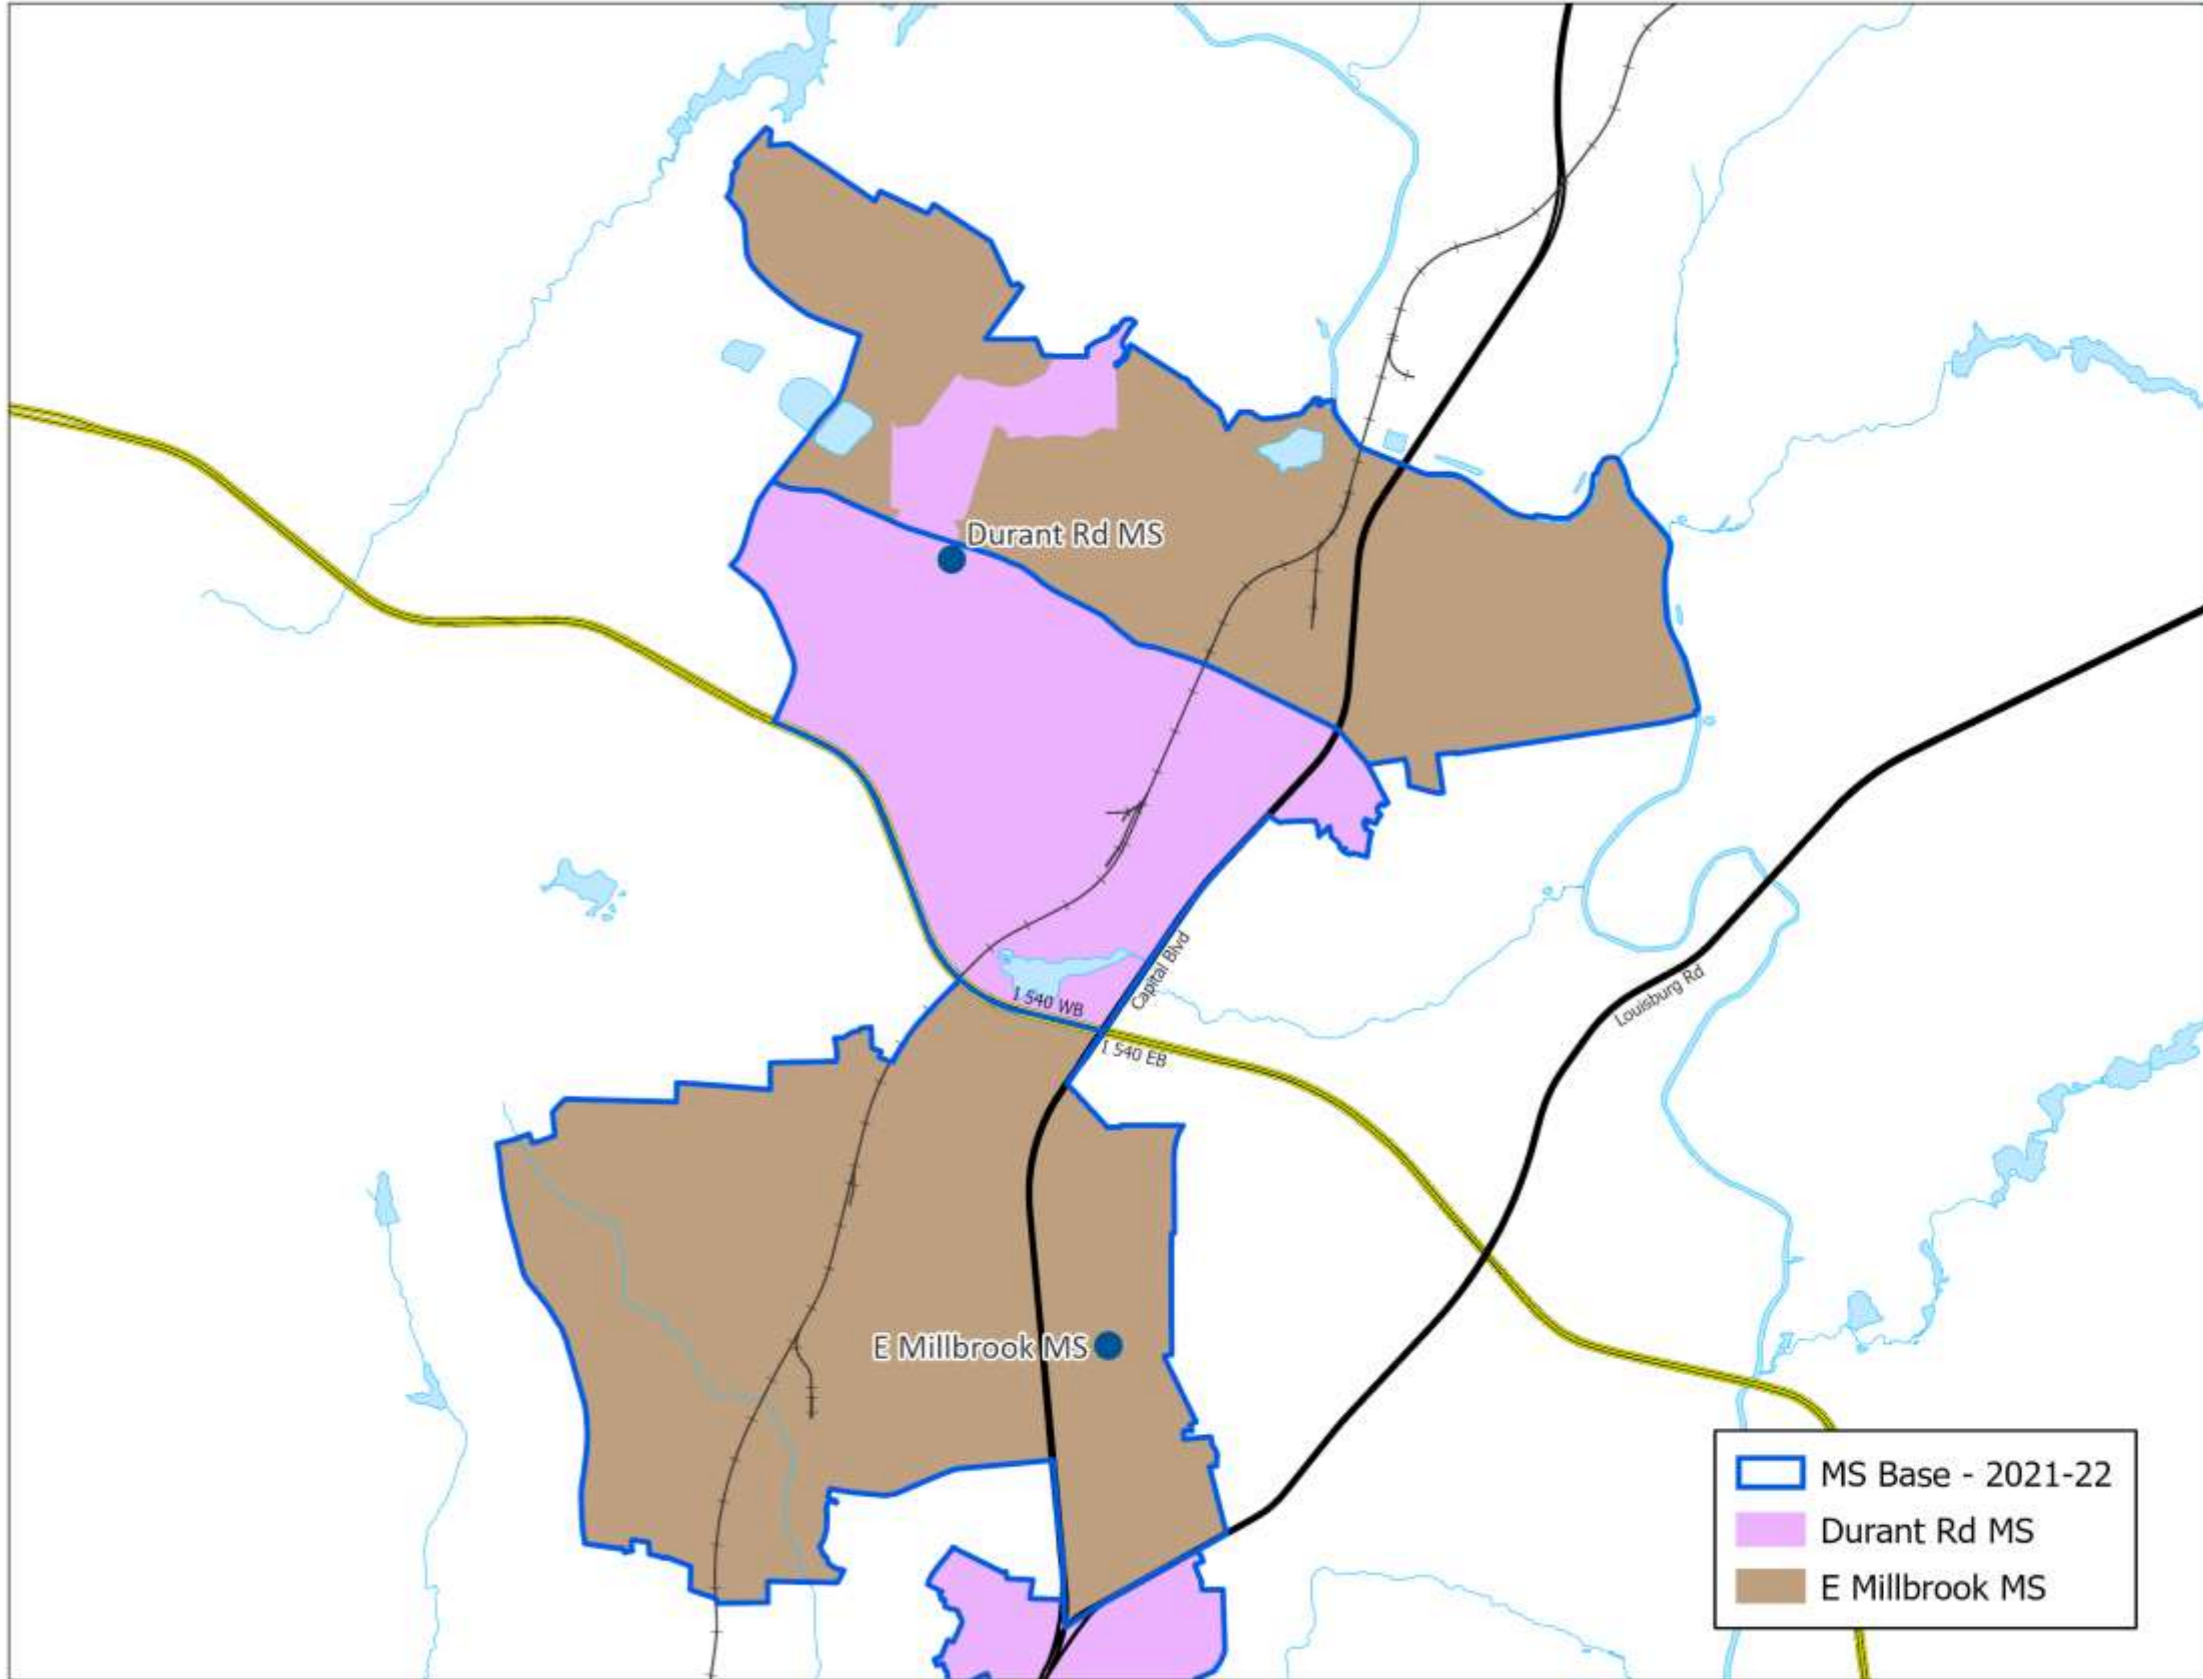 Durant Rd MS
Capital Blvd
I 540 WB
I 540 EB
Louisburg Rd
E Millbrook MS
MS Base - 2021-22
Durant Rd MS
E Millbrook MS